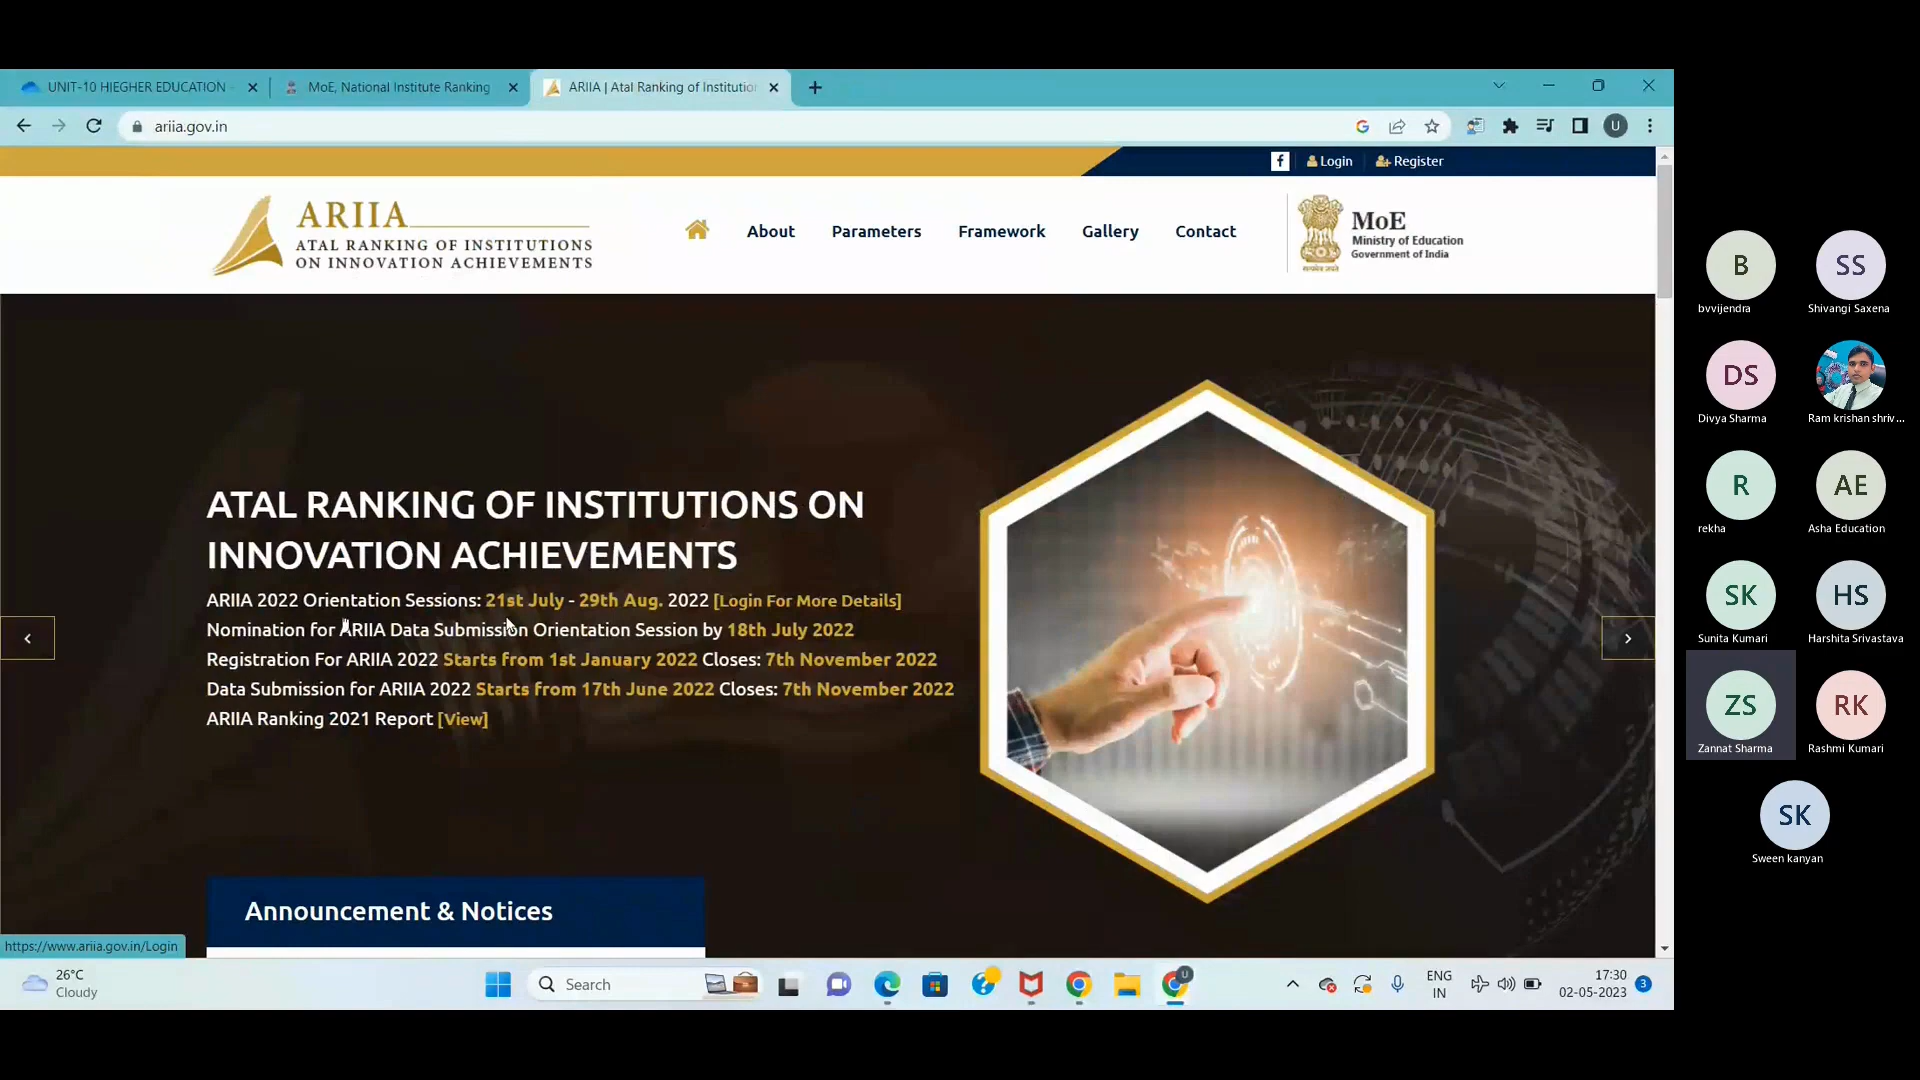 UNIT-10 HIEGHER EDUCATION
MoE, National Institute Ranking
ARIIA | Atal Ranking of Institutio
ariia.gov.in
U
f
Login
Register
ARIIA
ATAL RANKING OF INSTITUTIONS
ON INNOVATION ACHIEVEMENTS
About
Parameters
Framework
Gallery
Contact
MoE
Ministry of Education
Government of India
ATAL RANKING OF INSTITUTIONS ON
INNOVATION ACHIEVEMENTS
ARIIA 2022 Orientation Sessions: 21st July - 29th Aug. 2022 [Login For More Details]
Nomination for ARIIA Data Submission Orientation Session by 18th July 2022
Registration For ARIIA 2022 Starts from 1st January 2022 Closes: 7th November 2022
Data Submission for ARIIA 2022 Starts from 17th June 2022 Closes: 7th November 2022
ARIIA Ranking 2021 Report [View]
Announcement & Notices
https://www.ariia.gov.in/Login
26°C
Cloudy
Search
U
ENG
IN
17:30
02-05-2023
3
B
bvvijendra
SS
Shivangi Saxena
DS
Divya Sharma
Ram krishan shriv...
R
rekha
AE
Asha Education
SK
Sunita Kumari
HS
Harshita Srivastava
ZS
Zannat Sharma
RK
Rashmi Kumari
SK
Sween kanyan